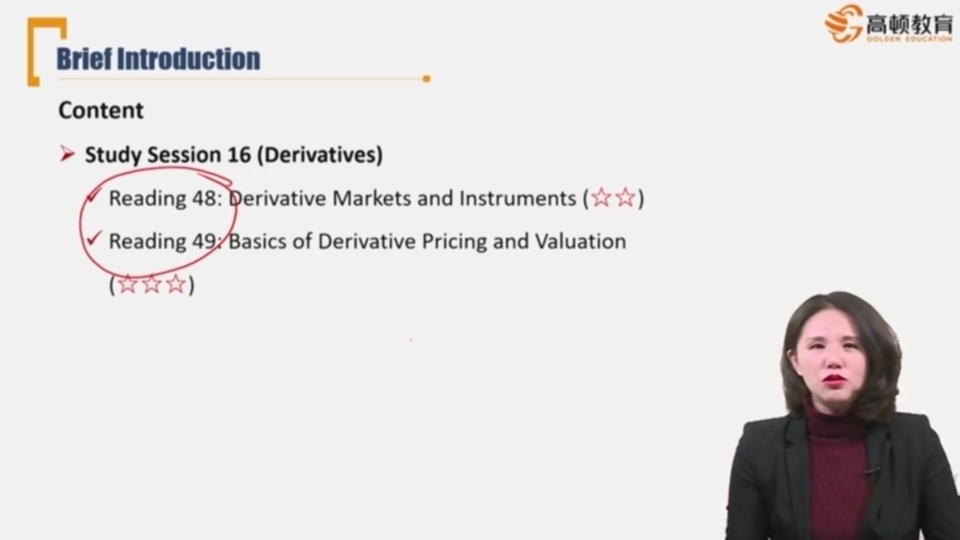 高顿教育
GOLDEN EDUCATION
Brief Introduction
Content
Study Session 16 (Derivatives)
Reading 48: Derivative Markets and Instruments (☆☆)
Reading 49: Basics of Derivative Pricing and Valuation
(☆☆☆)